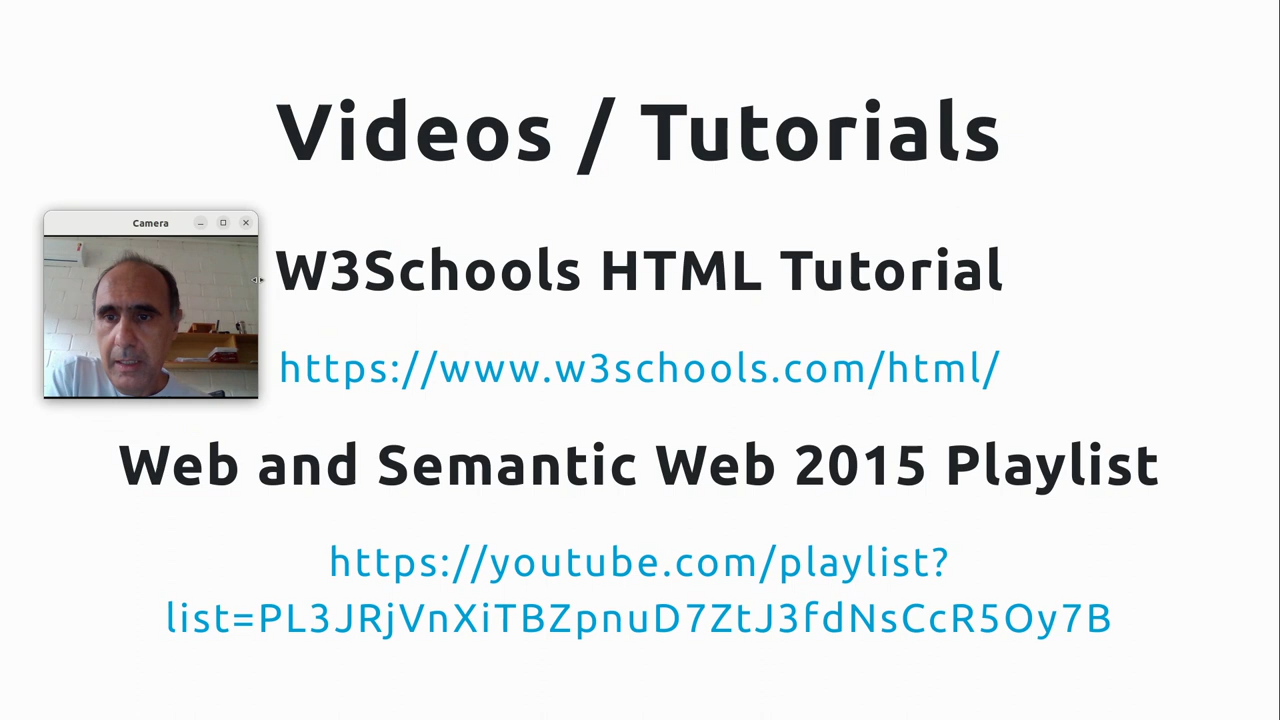 Videos / Tutorials
Camera
W3Schools HTML Tutorial
https://www.w3schools.com/html/
Web and Semantic Web 2015 Playlist
https://youtube.com/playlist?
list=PL3JRjVnXiTBZpnuD7ZtJ3fdNsCcR5Oy7B